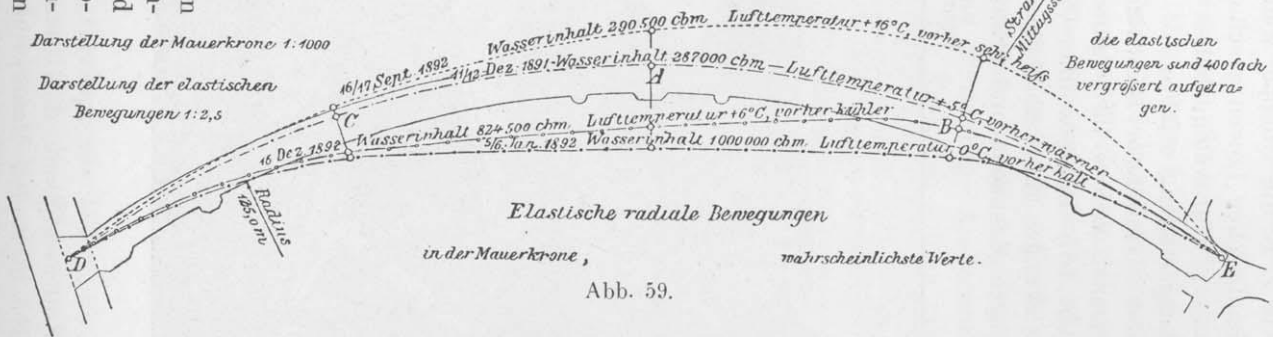 Darstellung der Mauerkrone 1:1000
Darstellung der elastischen
Bewegungen 1:2,5
16/17 Sept. 1892 Wasserinhalt 290 500 cbm Lufttemperatur + 16°C, vorher sehr heiß
11/12 Dez. 1891 - Wasserinhalt 287000 cbm — Lufttemperatur + 5°C, vorher wärmer
16 Dez. 1892 Wasserinhalt 824 500 cbm. Lufttemperatur +6°C, vorher kühler
5/6. Jan. 1892 Wasserinhalt 1000000 cbm. Lufttemperatur 0°C, vorher kalt
die elastischen
Bewegungen sind 400 fach
vergrößert aufgetra-
gen.
C
A
B
D
E
Radius
125,0m
Elastische radiale Bewegungen
in der Mauerkrone, wahrscheinlichste Werte.
Abb. 59.